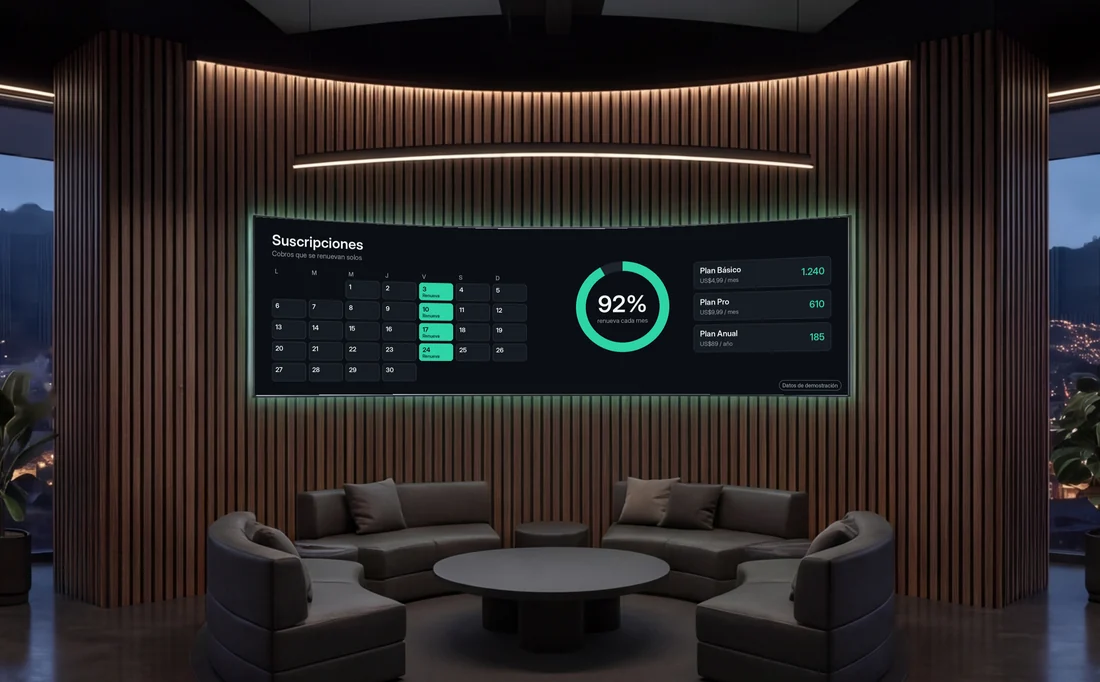 Suscripciones
Cobros que se renuevan solos
L M M J V S D
1 2 3 4 5
Renueva
6 7 8 9 10 11 12
Renueva
13 14 15 16 17 18 19
Renueva
20 21 22 23 24 25 26
Renueva
27 28 29 30
92%
renueva cada mes
Plan Básico 1.240
US$4,99 / mes
Plan Pro 610
US$9,99 / mes
Plan Anual 185
US$89 / año
Datos de demostración